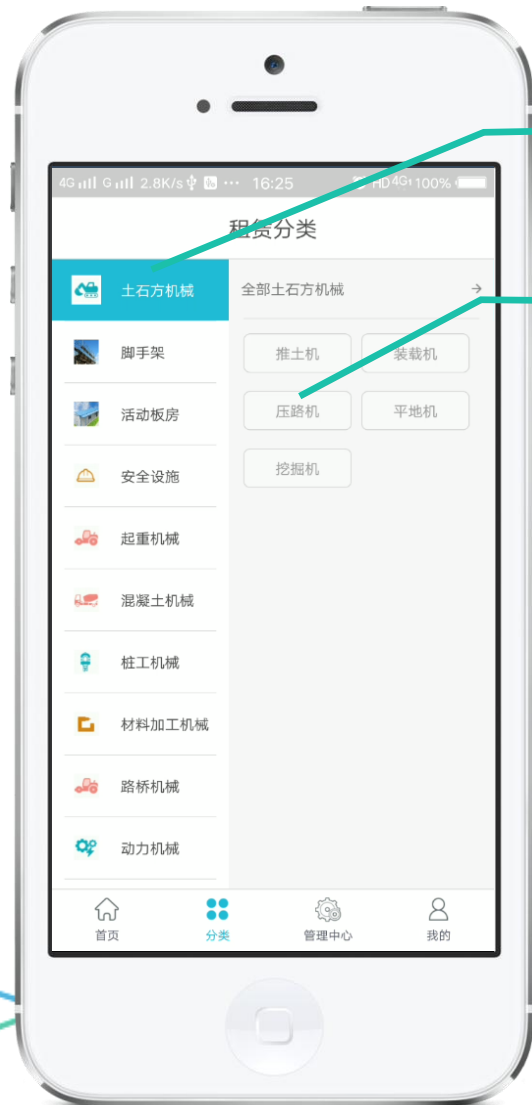 4G G 2.8K/s ··· 16:25 HD 4G 100%
租赁分类
土石方机械
全部土石方机械 →
脚手架
推土机 装载机
活动板房
压路机 平地机
安全设施
挖掘机
起重机械
混凝土机械
桩工机械
材料加工机械
路桥机械
动力机械
首页 分类 管理中心 我的